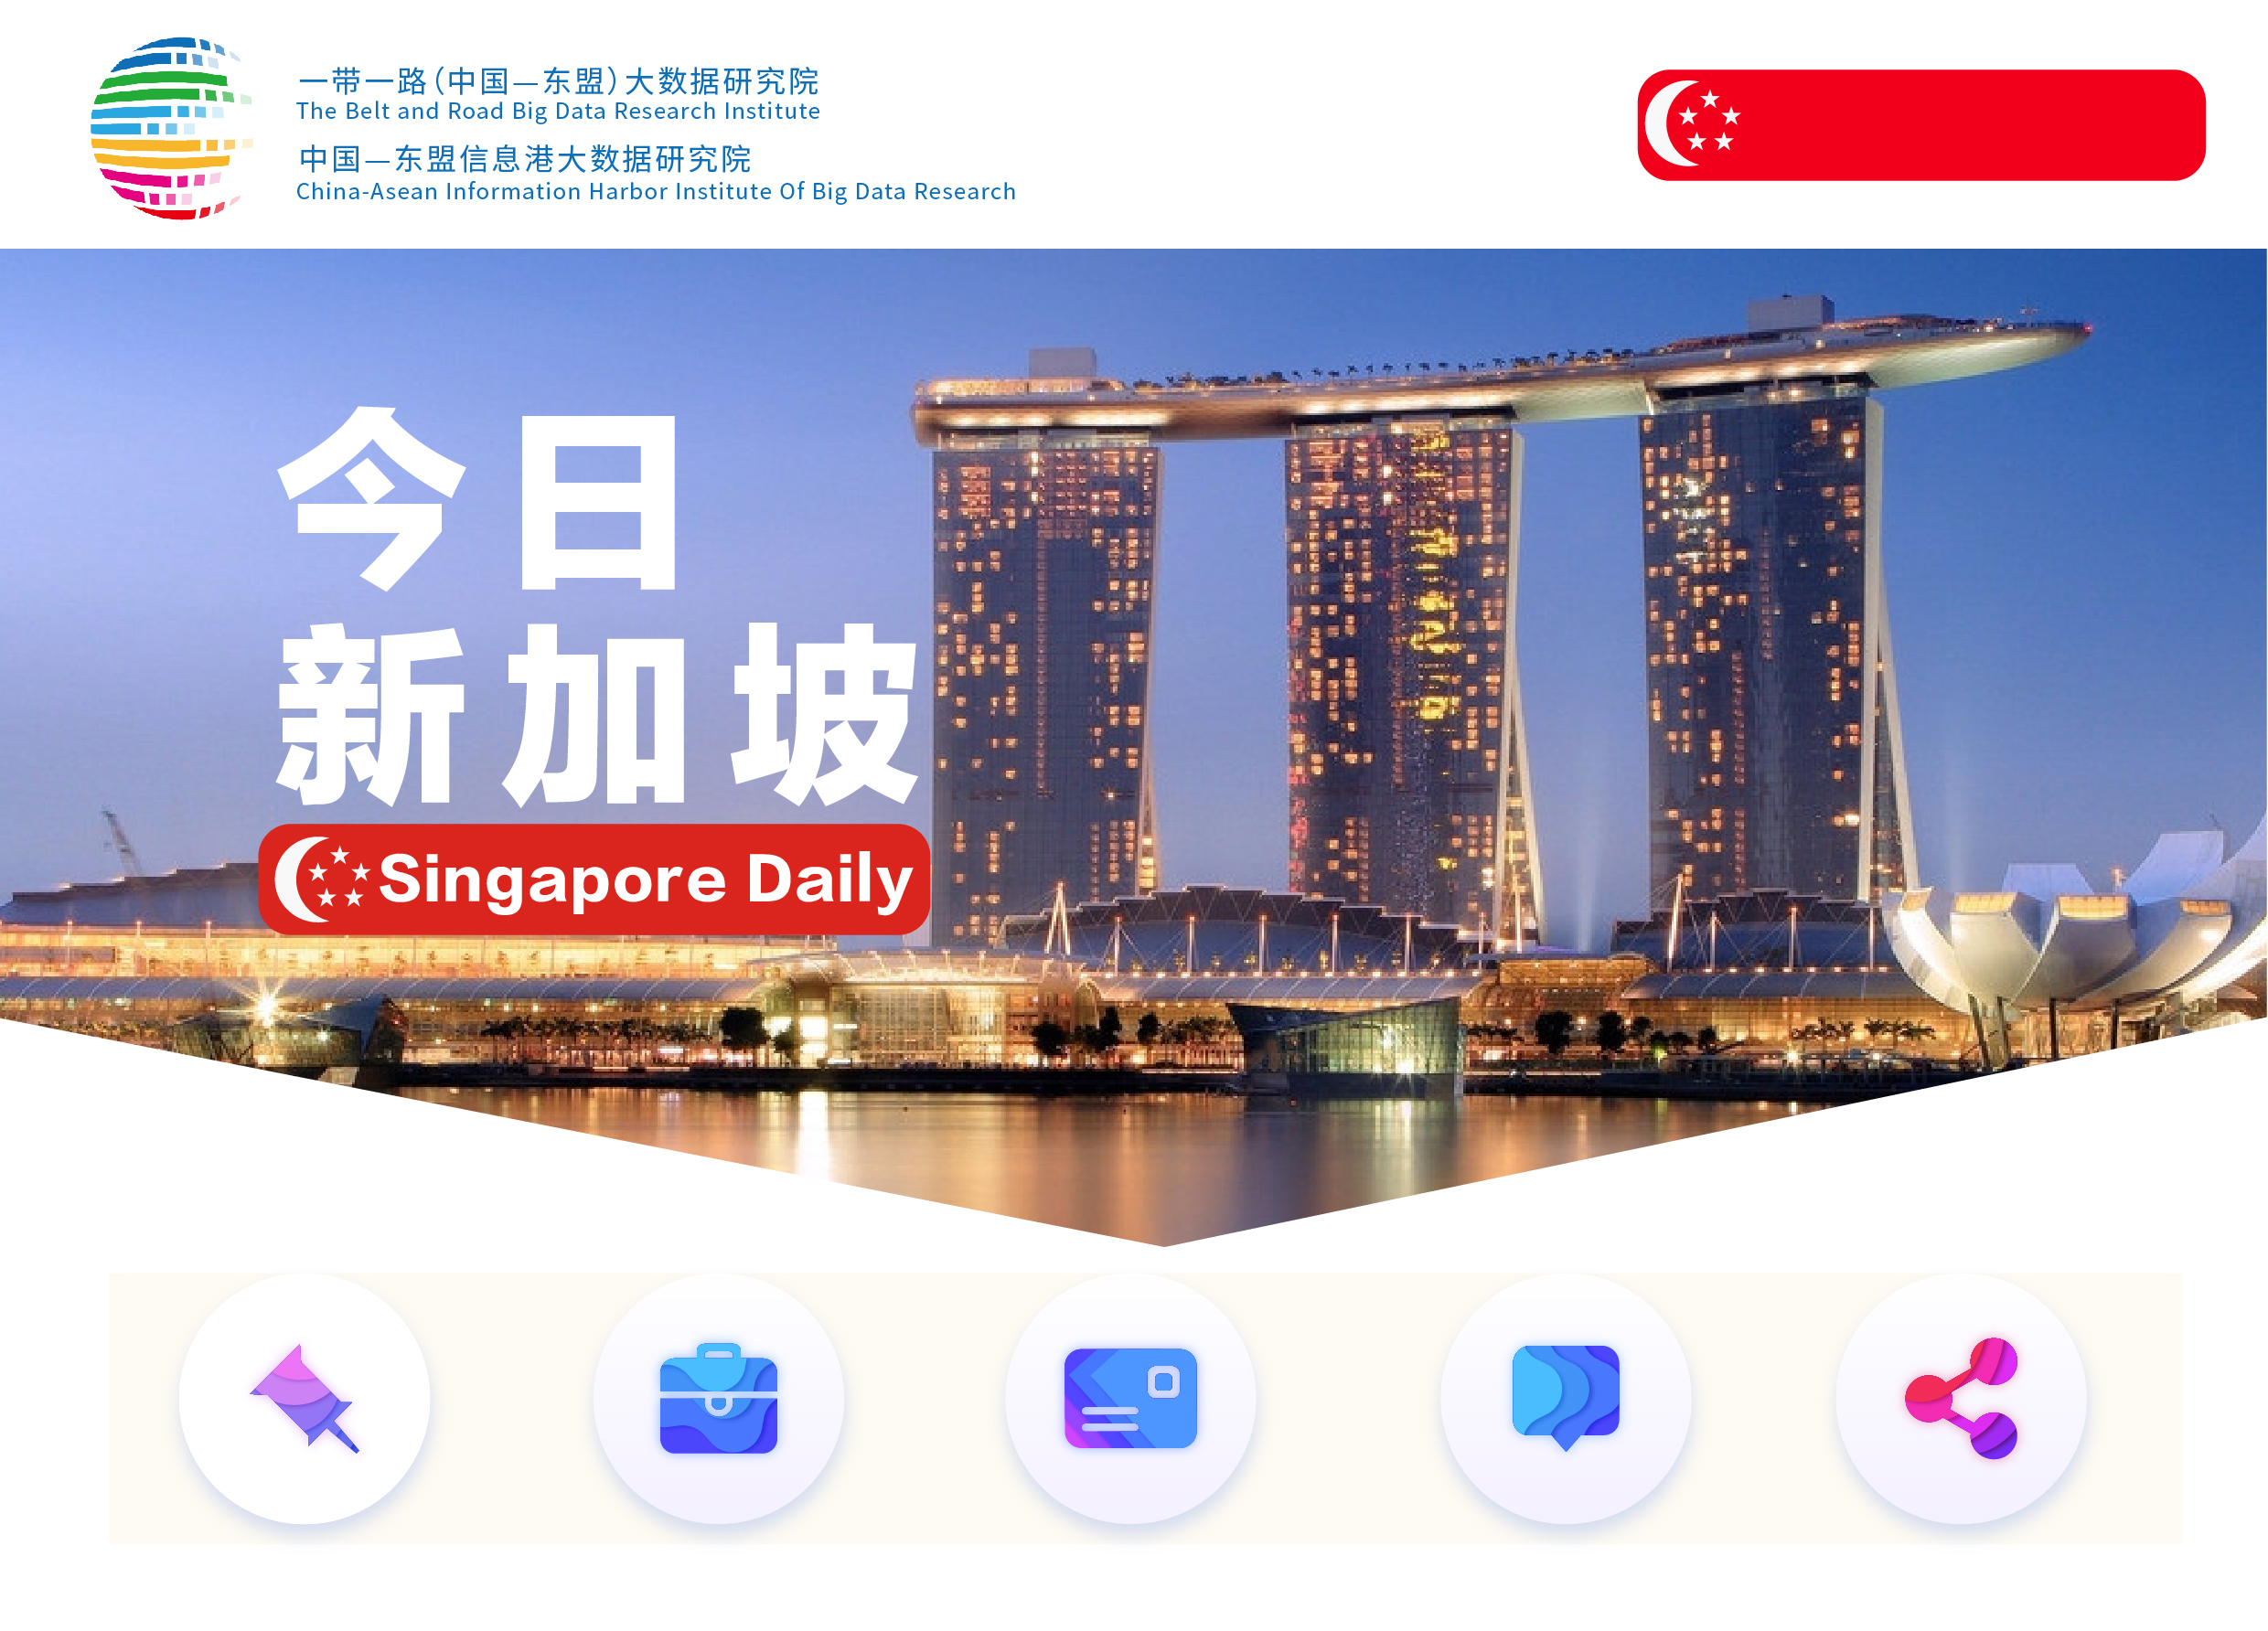 一带一路(中国—东盟)大数据研究院
The Belt and Road Big Data Research Institute
中国—东盟信息港大数据研究院
China-Asean Information Harbor Institute Of Big Data Research
今日
新加坡
Singapore Daily